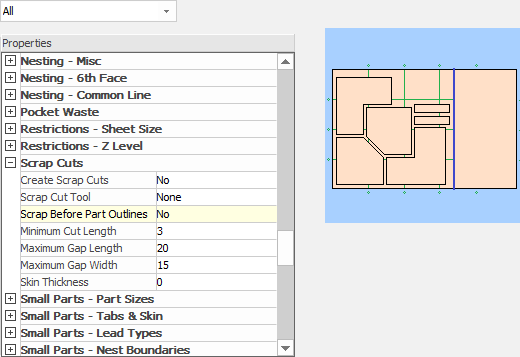 All
Properties
Nesting - Misc
Nesting - 6th Face
Nesting - Common Line
Pocket Waste
Restrictions - Sheet Size
Restrictions - Z Level
Scrap Cuts
Create Scrap Cuts No
Scrap Cut Tool None
Scrap Before Part Outlines No
Minimum Cut Length 3
Maximum Gap Length 20
Maximum Gap Width 15
Skin Thickness 0
Small Parts - Part Sizes
Small Parts - Tabs & Skin
Small Parts - Lead Types
Small Parts - Nest Boundaries